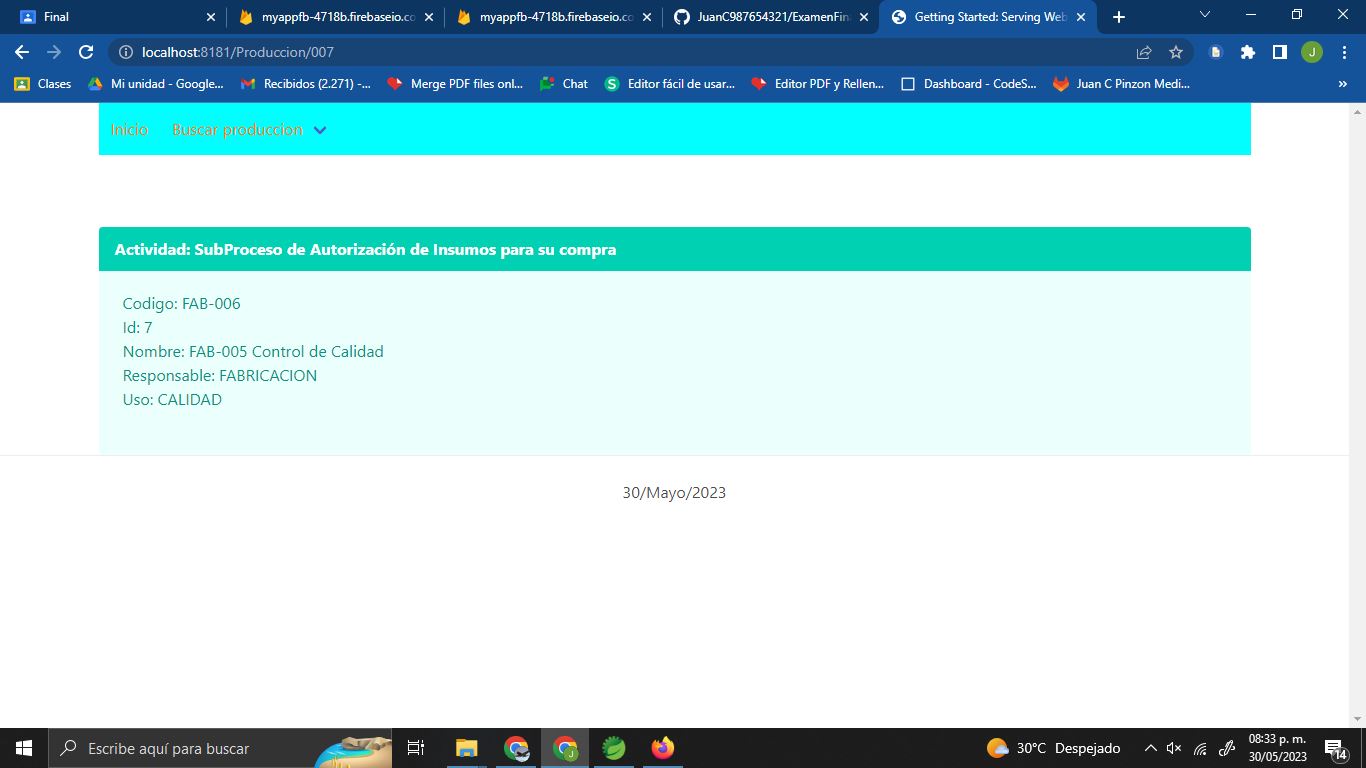 Final
myappfb-4718b.firebaseio.co
myappfb-4718b.firebaseio.co
JuanC987654321/ExamenFin
Getting Started: Serving Web
localhost:8181/Produccion/007
J
Clases
Mi unidad - Google...
Recibidos (2.271) -...
Merge PDF files onl...
Chat
S
Editor fácil de usar...
Editor PDF y Rellen...
Dashboard - CodeS...
Juan C Pinzon Medi...
»
Inicio
Buscar produccion
Actividad: SubProceso de Autorización de Insumos para su compra
Codigo: FAB-006
Id: 7
Nombre: FAB-005 Control de Calidad
Responsable: FABRICACION
Uso: CALIDAD
30/Mayo/2023
Escribe aquí para buscar
J
30°C Despejado
08:33 p. m.
30/05/2023
14